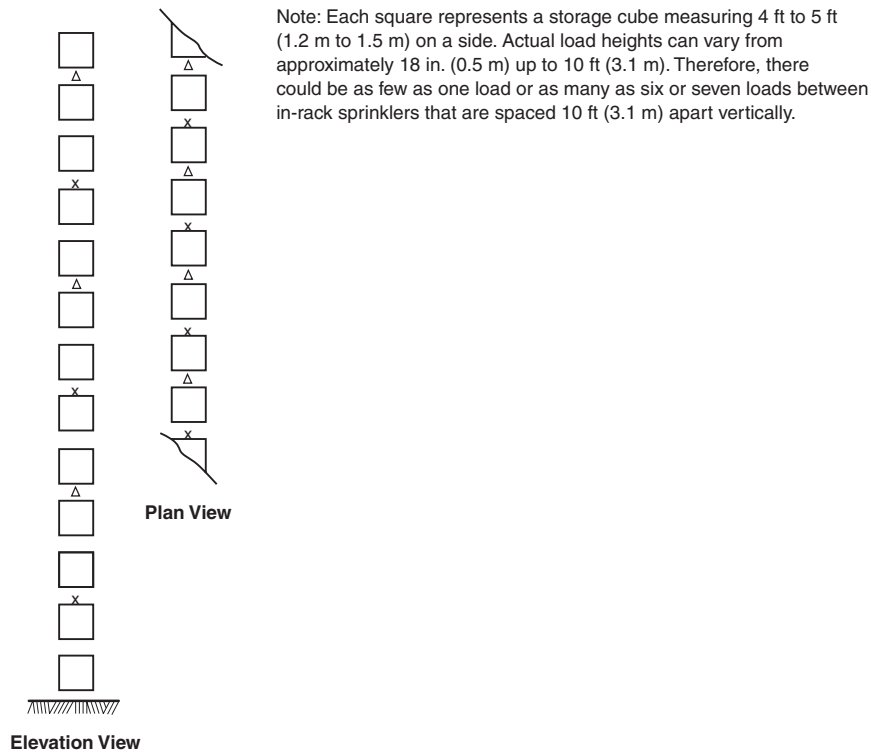 Note: Each square represents a storage cube measuring 4 ft to 5 ft
(1.2 m to 1.5 m) on a side. Actual load heights can vary from
approximately 18 in. (0.5 m) up to 10 ft (3.1 m). Therefore, there
could be as few as one load or as many as six or seven loads between
in-rack sprinklers that are spaced 10 ft (3.1 m) apart vertically.
x
x
x
x
x
x
x
Plan View
Elevation View